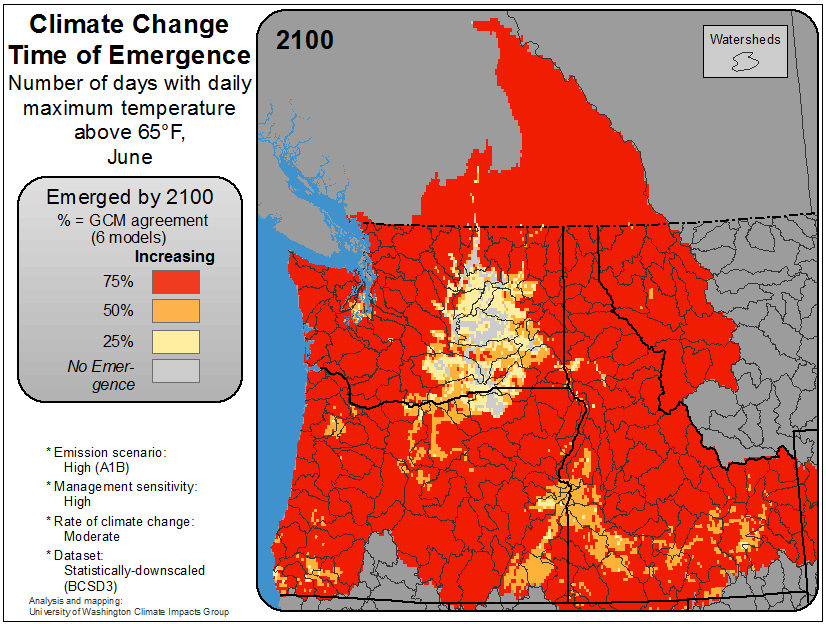 Climate Change
Time of Emergence
Number of days with daily
maximum temperature
above 65°F,
June
Emerged by 2100
% = GCM agreement
(6 models)
Increasing
75%
50%
25%
No Emer-
gence
* Emission scenario:
High (A1B)
* Management sensitivity:
High
* Rate of climate change:
Moderate
* Dataset:
Statistically-downscaled
(BCSD3)
Analysis and mapping:
University of Washington Climate Impacts Group
2100
Watersheds